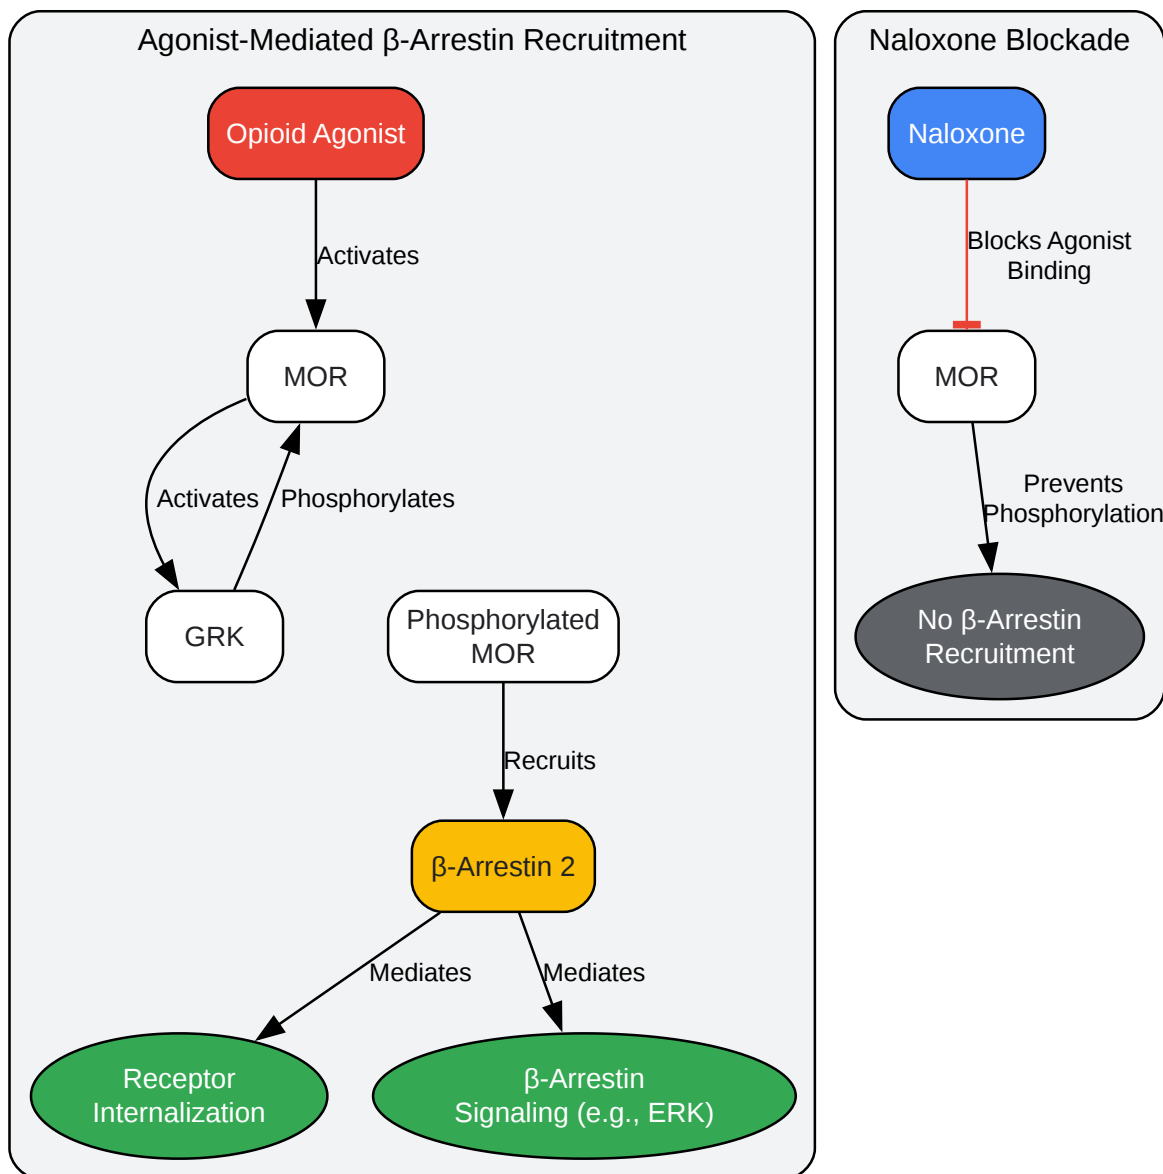 Agonist-Mediated β-Arrestin Recruitment
Opioid Agonist
Activates
MOR
Activates
Phosphorylates
GRK
Phosphorylated
MOR
Recruits
β-Arrestin 2
Mediates
Mediates
Receptor
Internalization
β-Arrestin
Signaling (e.g., ERK)
Naloxone Blockade
Naloxone
Blocks Agonist
Binding
MOR
Prevents
Phosphorylation
No β-Arrestin
Recruitment